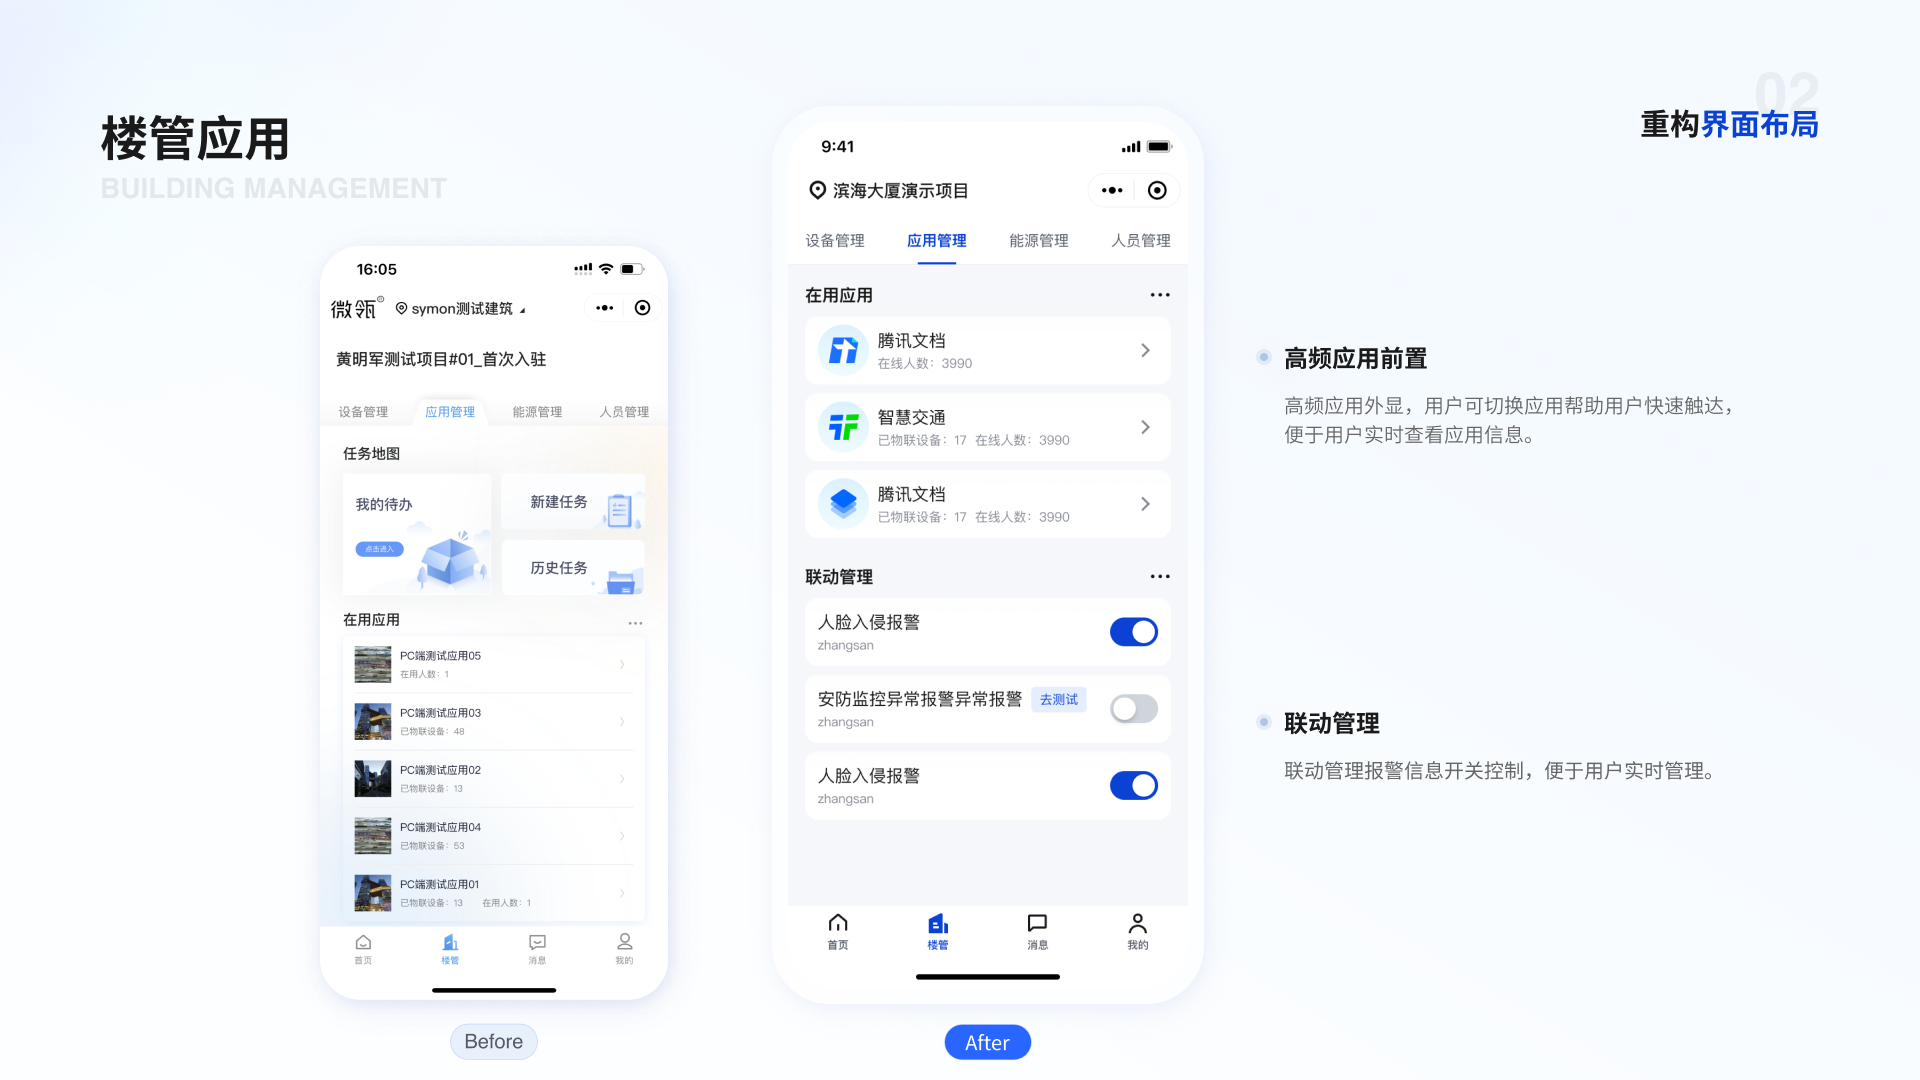 楼管应用
BUILDING MANAGEMENT
02
重构界面布局
16:05
微瓴®
symon测试建筑
黄明军测试项目#01_首次入驻
设备管理
应用管理
能源管理
人员管理
任务地图
我的待办
点击进入
新建任务
历史任务
在用应用
PC端测试应用05
在用人数：1
PC端测试应用03
已物联设备：48
PC端测试应用02
已物联设备：13
PC端测试应用04
已物联设备：53
PC端测试应用01
已物联设备：13 在用人数：1
首页
楼管
消息
我的
Before
9:41
滨海大厦演示项目
设备管理
应用管理
能源管理
人员管理
在用应用
腾讯文档
在线人数：3990
智慧交通
已物联设备：17 在线人数：3990
腾讯文档
已物联设备：17 在线人数：3990
联动管理
人脸入侵报警
zhangsan
安防监控异常报警异常报警 去测试
zhangsan
人脸入侵报警
zhangsan
首页
楼管
消息
我的
After
高频应用前置
高频应用外显，用户可切换应用帮助用户快速触达，
便于用户实时查看应用信息。
联动管理
联动管理报警信息开关控制，便于用户实时管理。